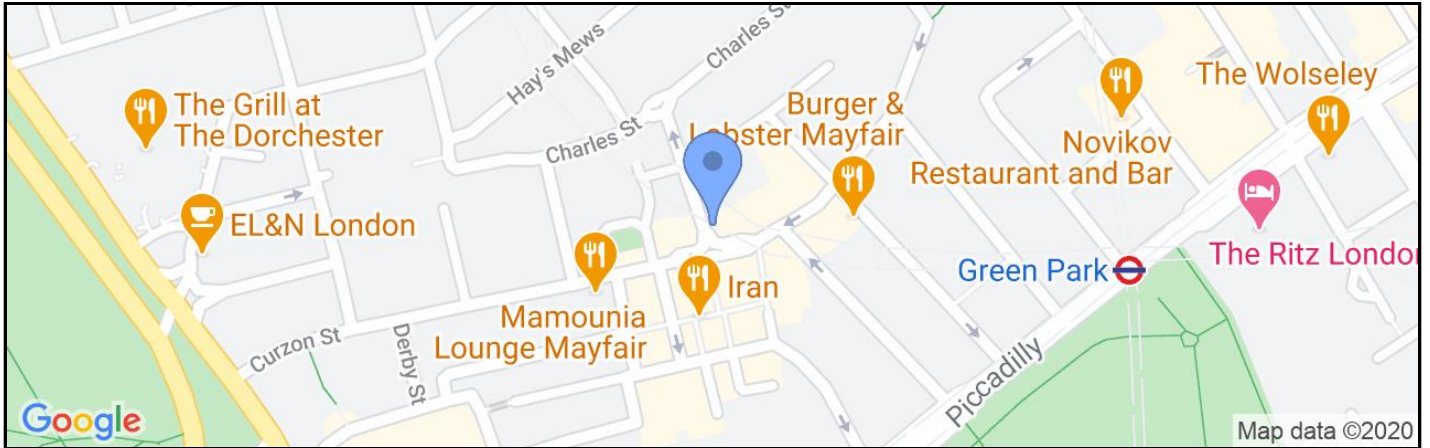 The Grill at
The Dorchester
EL&N London
Hay's Mews
Charles St
Charles St
Burger &
Lobster Mayfair
Novikov
Restaurant and Bar
The Wolseley
The Ritz London
Green Park
Piccadilly
Iran
Mamounia
Lounge Mayfair
Curzon St
Derby St
Google
Map data ©2020